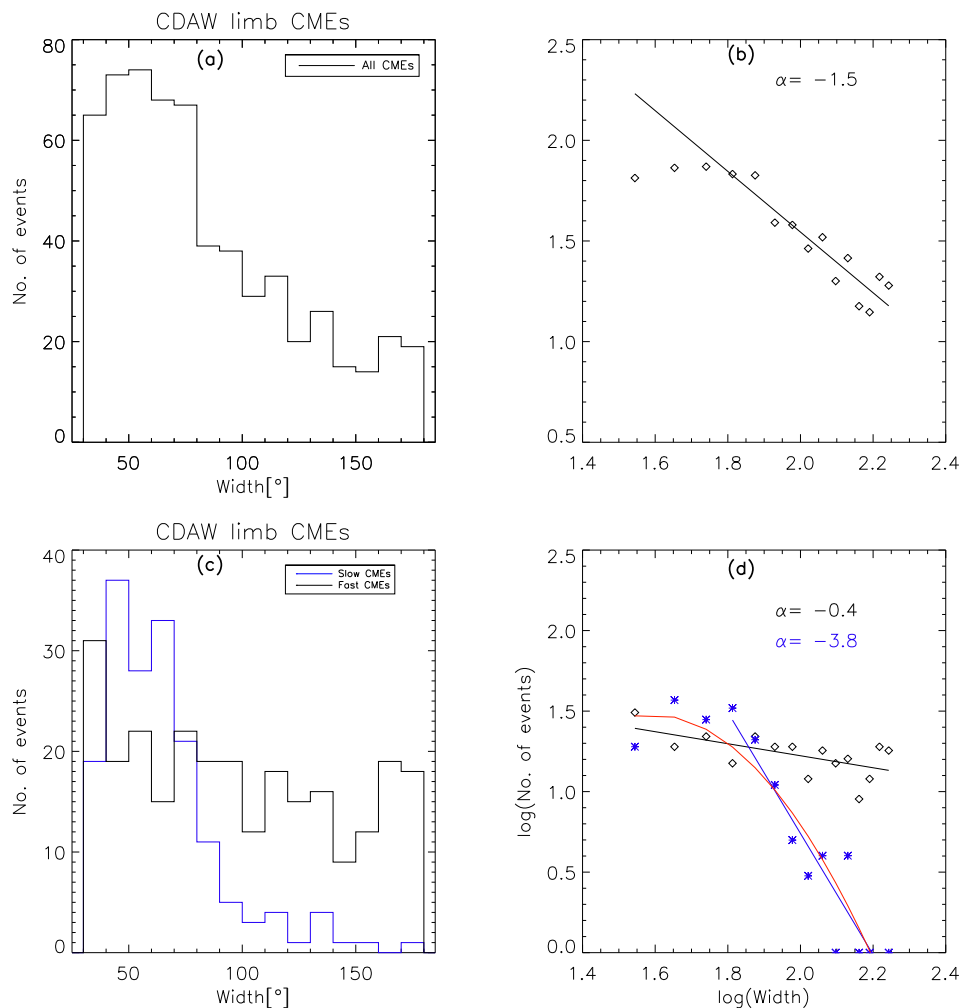 CDAW limb CMEs
(a)
All CMEs
80
60
40
20
0
No. of events
50 100 150
Width[°]
(b)
α= −1.5
2.5
2.0
1.5
1.0
0.5
1.4 1.6 1.8 2.0 2.2 2.4
CDAW limb CMEs
(c)
Slow CMEs
Fast CMEs
40
30
20
10
0
No. of events
50 100 150
Width[°]
(d)
α= −0.4
α= −3.8
2.5
2.0
1.5
1.0
0.5
0.0
log(No. of events)
1.4 1.6 1.8 2.0 2.2 2.4
log(Width)